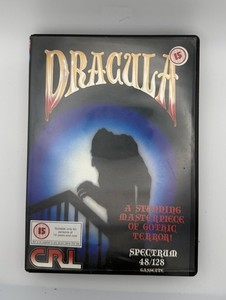 DRACULA
15
A STUNNING
MASTERPIECE
OF GOTHIC
TERROR!
15
CRL
SPECTRUM
48/128
CASSETTE